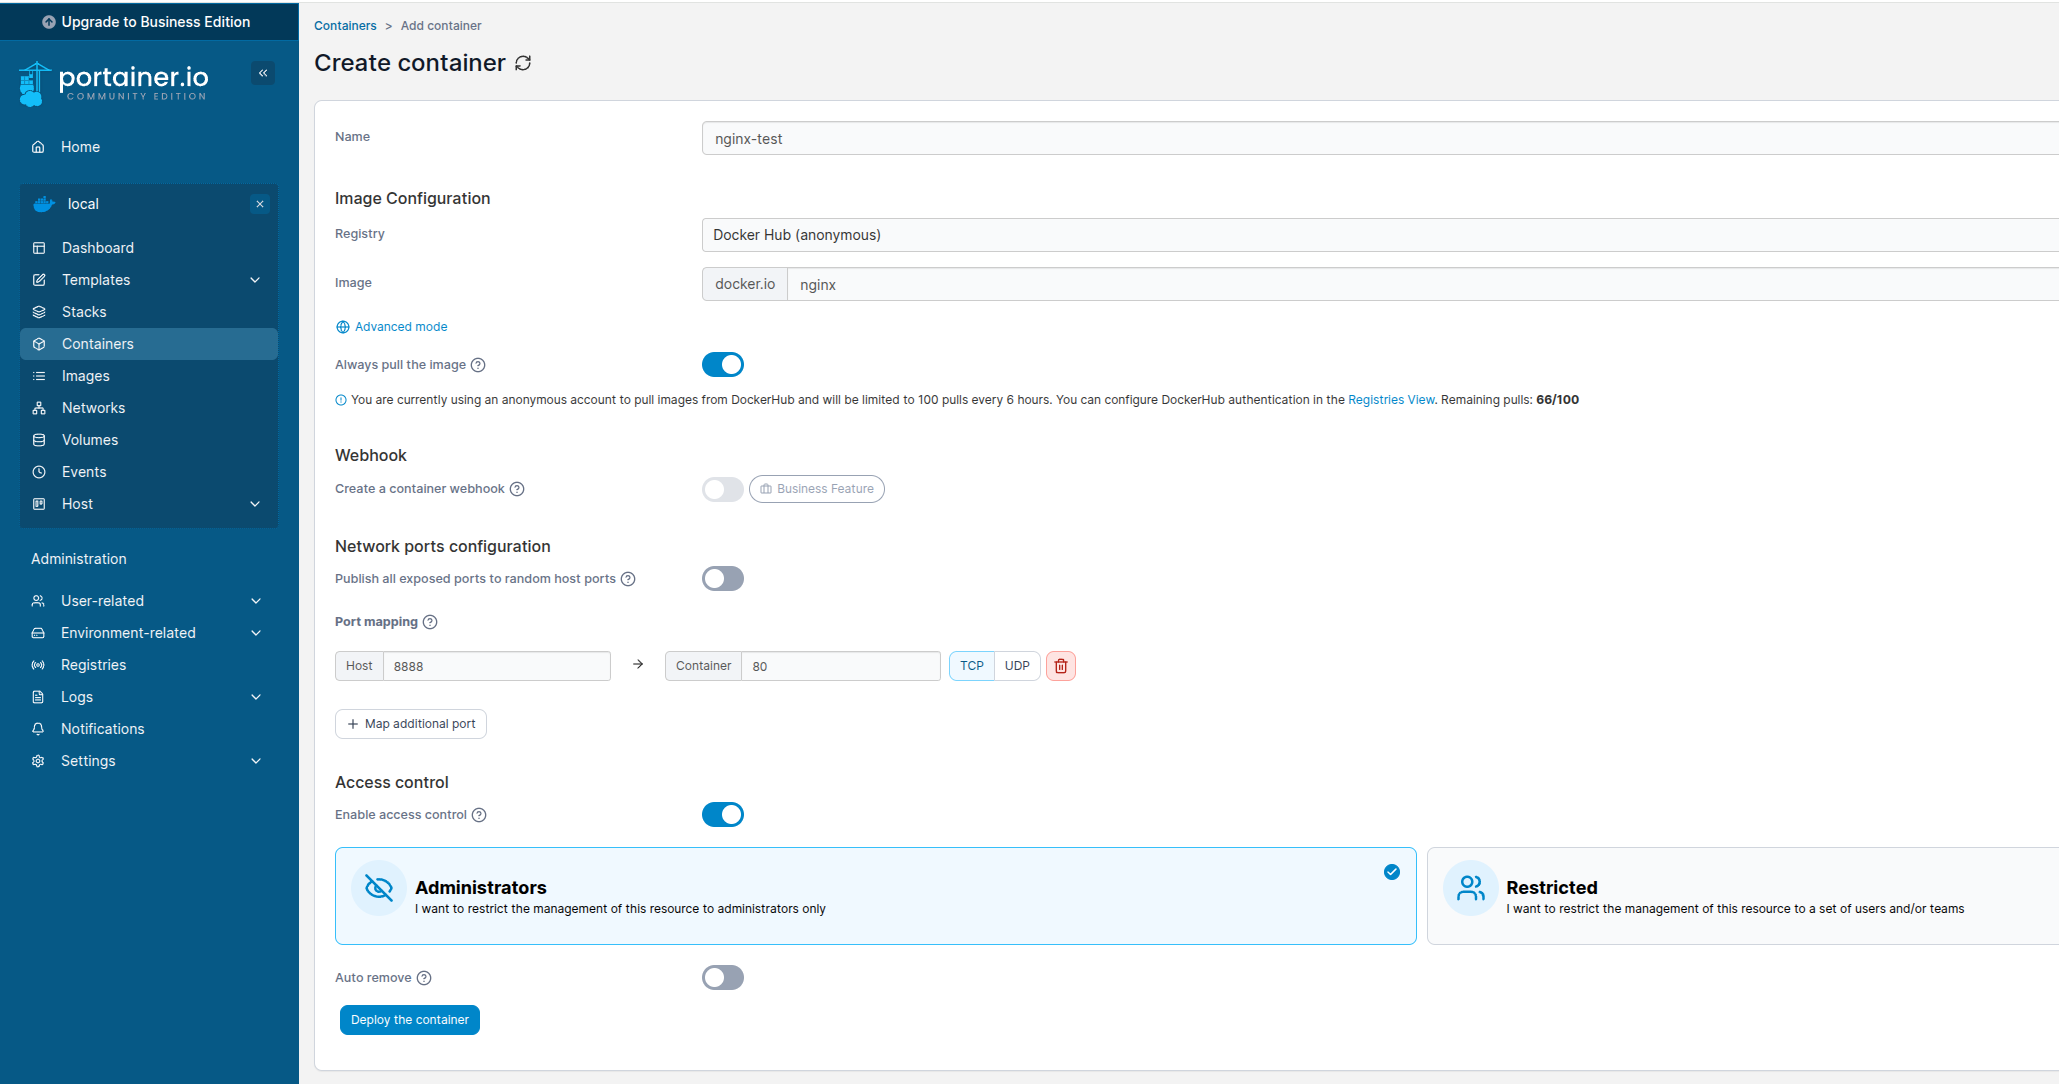 Upgrade to Business Edition
portainer.io
COMMUNITY EDITION
Home
local
Dashboard
Templates
Stacks
Containers
Images
Networks
Volumes
Events
Host
Administration
User-related
Environment-related
Registries
Logs
Notifications
Settings
Containers > Add container
Create container
Name nginx-test
Image Configuration
Registry Docker Hub (anonymous)
Image docker.io nginx
Advanced mode
Always pull the image
You are currently using an anonymous account to pull images from DockerHub and will be limited to 100 pulls every 6 hours. You can configure DockerHub authentication in the Registries View. Remaining pulls: 66/100
Webhook
Create a container webhook Business Feature
Network ports configuration
Publish all exposed ports to random host ports
Port mapping
Host 8888 → Container 80 TCP UDP
+ Map additional port
Access control
Enable access control
Administrators
I want to restrict the management of this resource to administrators only
Restricted
I want to restrict the management of this resource to a set of users and/or teams
Auto remove
Deploy the container